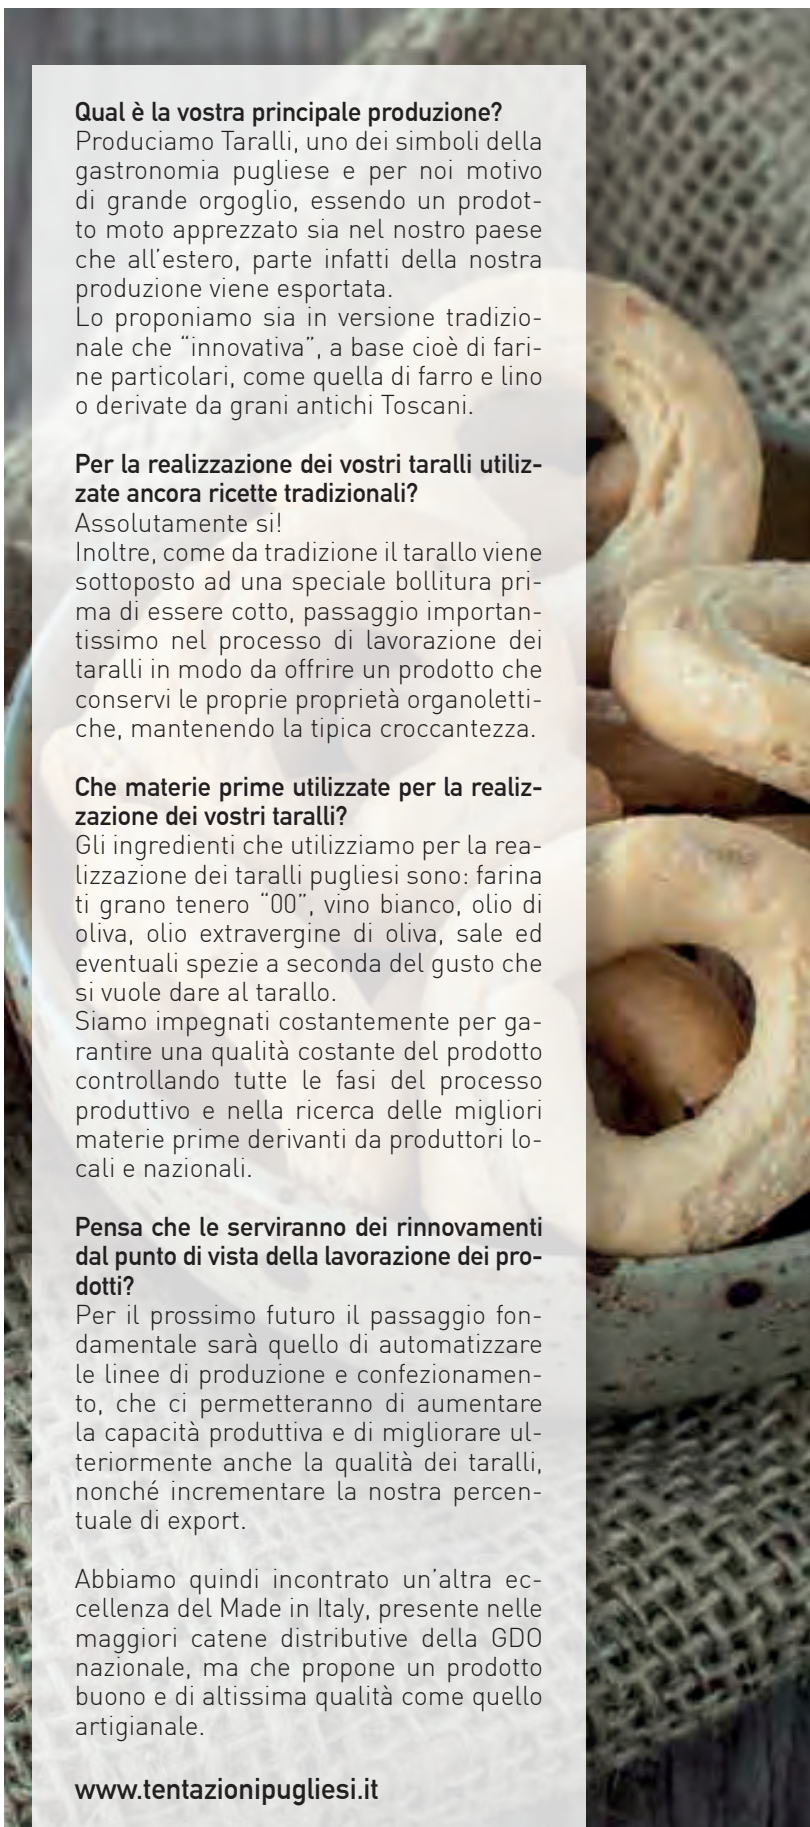 Qual è la vostra principale produzione?
Produciamo Taralli, uno dei simboli della
gastronomia pugliese e per noi motivo
di grande orgoglio, essendo un prodot-
to moto apprezzato sia nel nostro paese
che all’estero, parte infatti della nostra
produzione viene esportata.
Lo proponiamo sia in versione tradizio-
nale che “innovativa”, a base cioè di fari-
ne particolari, come quella di farro e lino
o derivate da grani antichi Toscani.
Per la realizzazione dei vostri taralli utiliz-
zate ancora ricette tradizionali?
Assolutamente si!
Inoltre, come da tradizione il tarallo viene
sottoposto ad una speciale bollitura pri-
ma di essere cotto, passaggio importan-
tissimo nel processo di lavorazione dei
taralli in modo da offrire un prodotto che
conservi le proprie proprietà organoletti-
che, mantenendo la tipica croccantezza.
Che materie prime utilizzate per la realiz-
zazione dei vostri taralli?
Gli ingredienti che utilizziamo per la rea-
lizzazione dei taralli pugliesi sono: farina
ti grano tenero “00”, vino bianco, olio di
oliva, olio extravergine di oliva, sale ed
eventuali spezie a seconda del gusto che
si vuole dare al tarallo.
Siamo impegnati costantemente per ga-
rantire una qualità costante del prodotto
controllando tutte le fasi del processo
produttivo e nella ricerca delle migliori
materie prime derivanti da produttori lo-
cali e nazionali.
Pensa che le serviranno dei rinnovamenti
dal punto di vista della lavorazione dei pro-
dotti?
Per il prossimo futuro il passaggio fon-
damentale sarà quello di automatizzare
le linee di produzione e confezionamen-
to, che ci permetteranno di aumentare
la capacità produttiva e di migliorare ul-
teriormente anche la qualità dei taralli,
nonché incrementare la nostra percen-
tuale di export.
Abbiamo quindi incontrato un’altra ec-
cellenza del Made in Italy, presente nelle
maggiori catene distributive della GDO
nazionale, ma che propone un prodotto
buono e di altissima qualità come quello
artigianale.
www.tentazionipugliesi.it